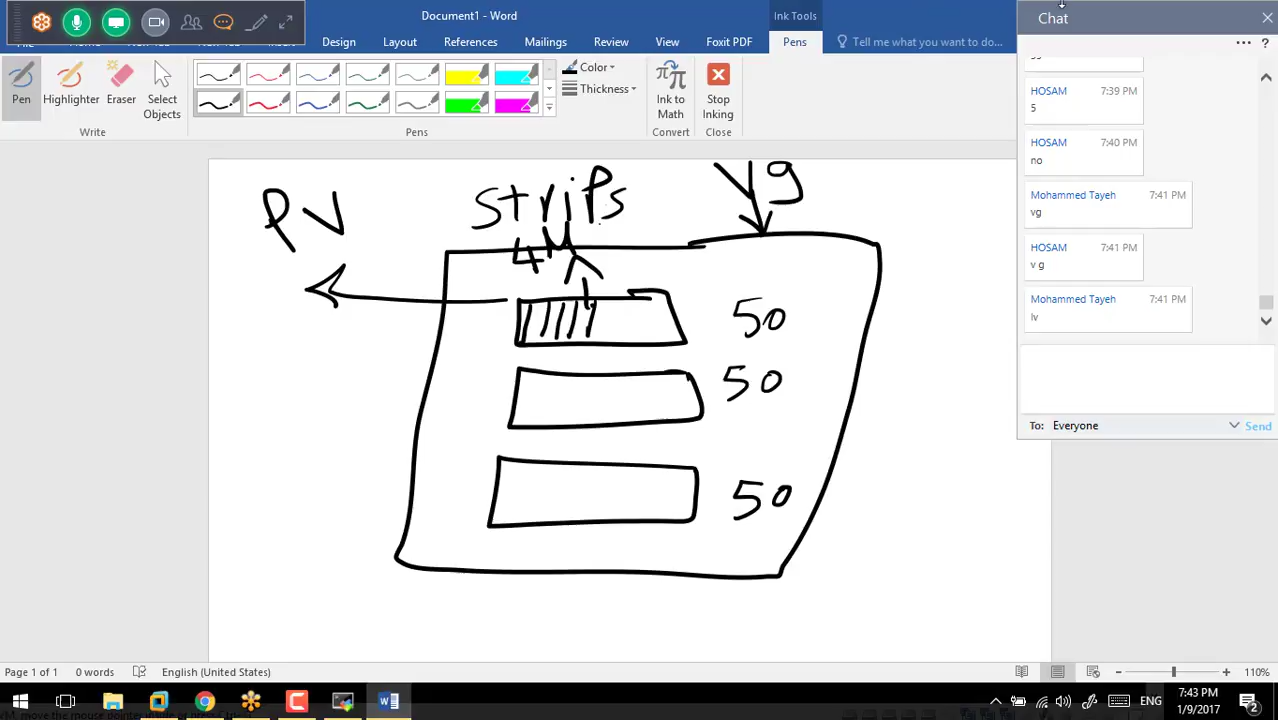 Document1 - Word
Ink Tools
Chat
Design
Layout
References
Mailings
Review
View
Foxit PDF
Pens
Tell me what you want to do...
Pen
Highlighter
Eraser
Select
Objects
Color
Thickness
Ink to
Math
Stop
Inking
Write
Pens
Convert
Close
HOSAM 7:39 PM
5
HOSAM 7:40 PM
no
Mohammed Tayeh 7:41 PM
vg
HOSAM 7:41 PM
v g
Mohammed Tayeh 7:41 PM
lv
To: Everyone
Send
PV
strips
Vg
4M
50
50
50
Page 1 of 1
0 words
English (United States)
110%
ENG
7:43 PM
1/9/2017
2